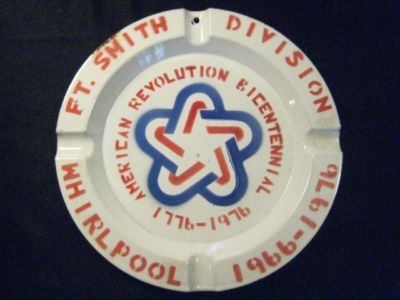 FT. SMITH DIVISION
WHIRLPOOL 1966-1976
AMERICAN REVOLUTION BICENTENNIAL
1776-1976